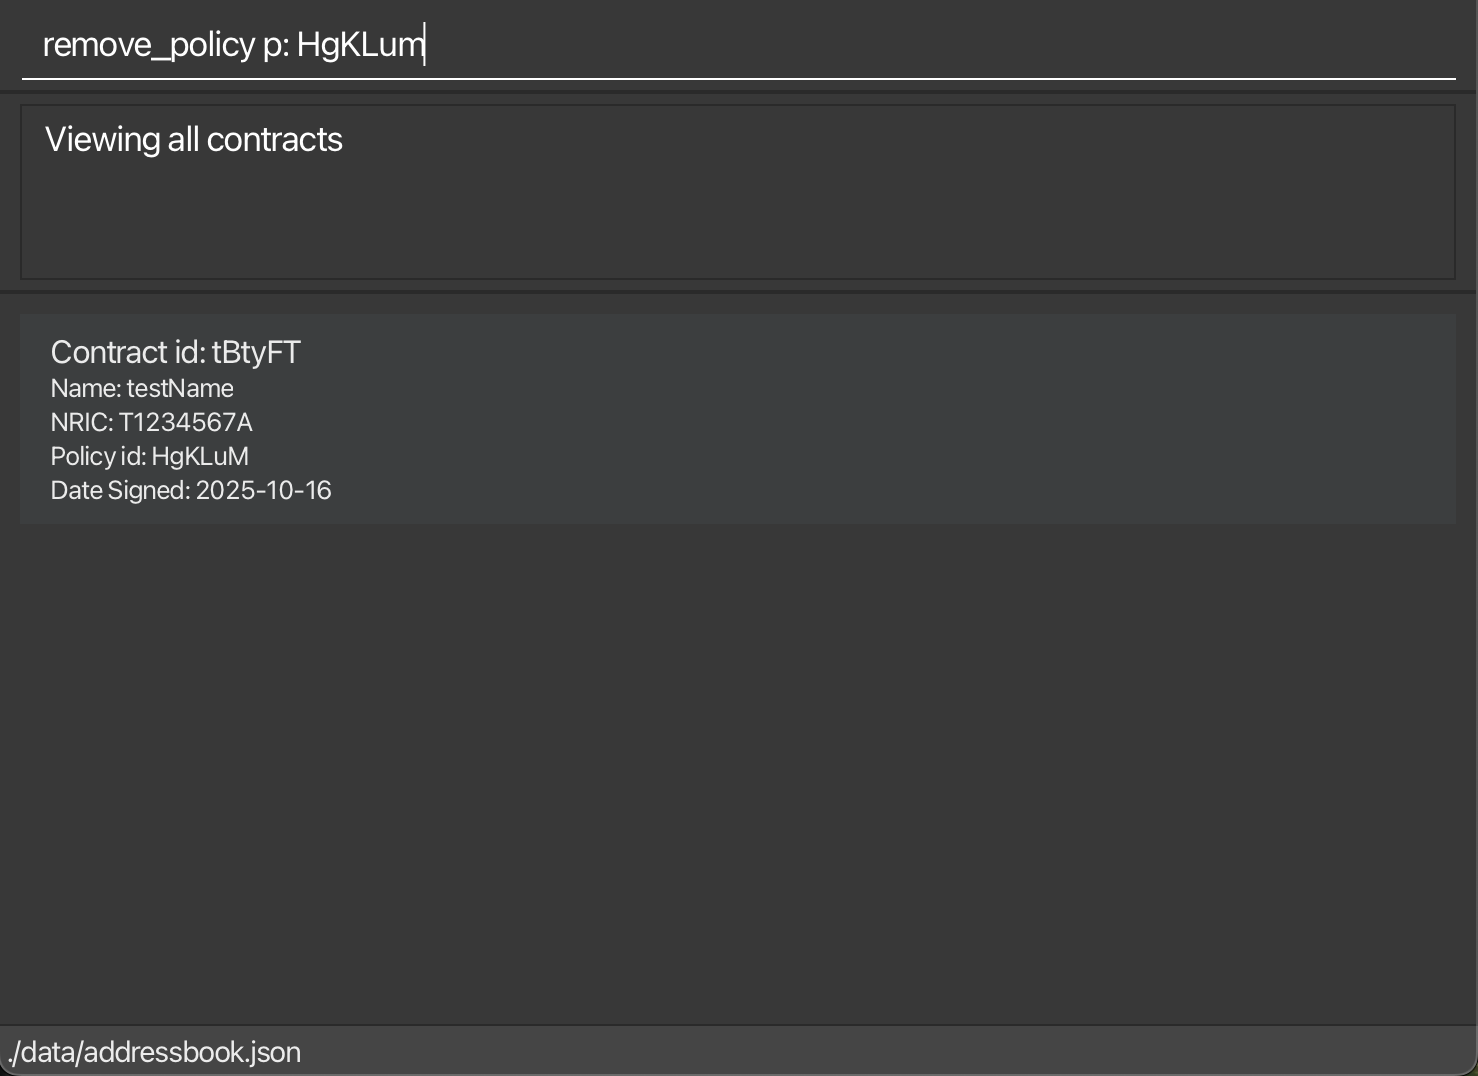 remove_policy p: HgKLum
Viewing all contracts
Contract id: tBtyFT
Name: testName
NRIC: T1234567A
Policy id: HgKLuM
Date Signed: 2025-10-16
./data/addressbook.json